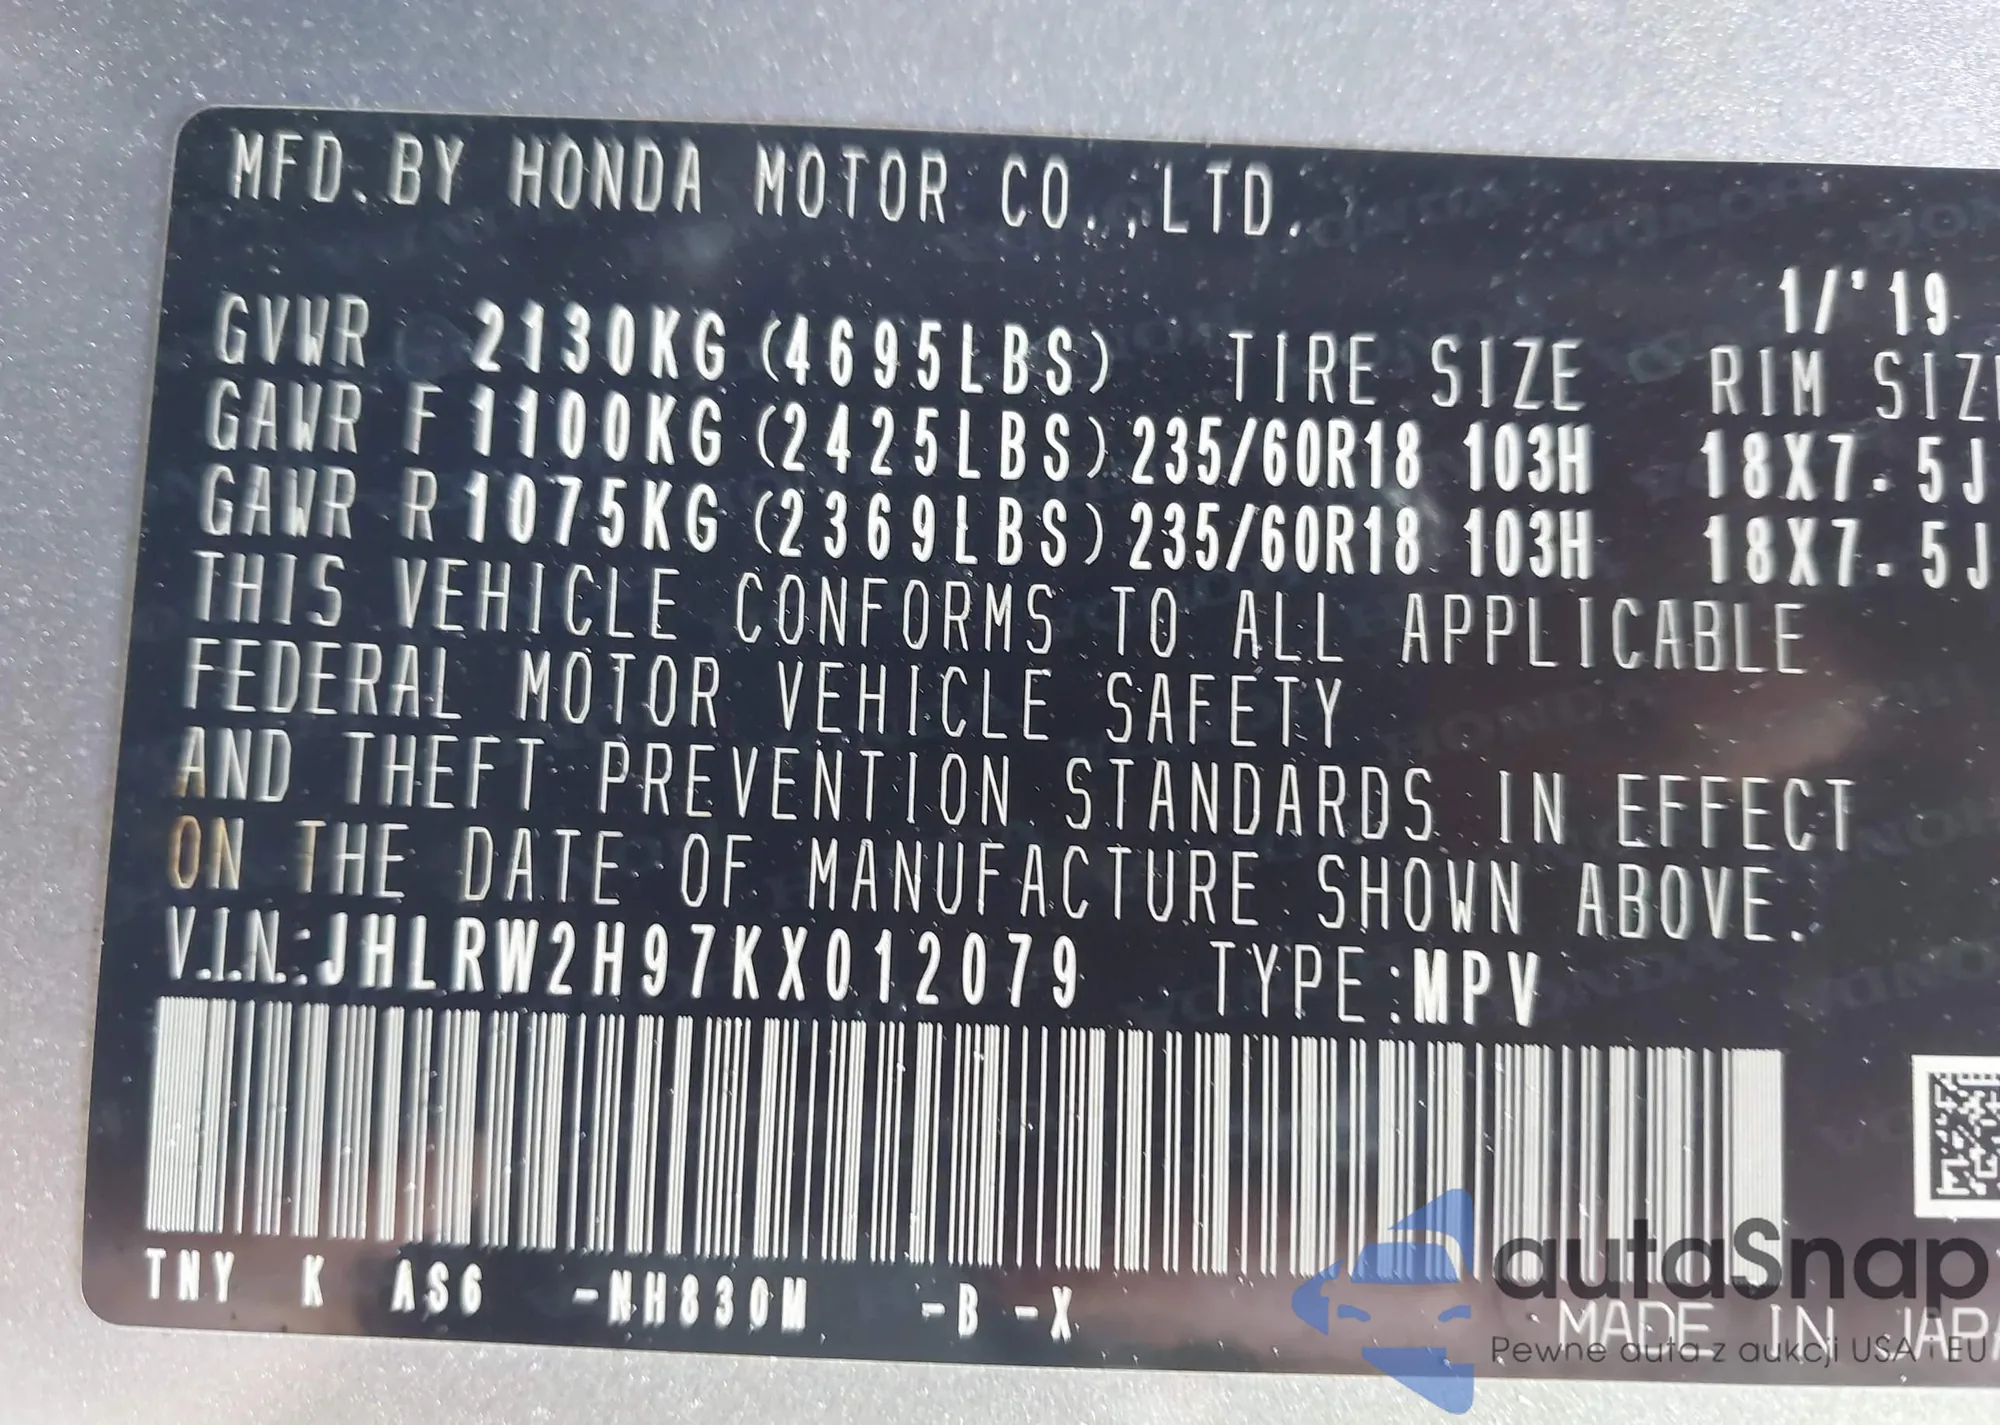 MFD. BY HONDA MOTOR CO.,LTD.
1/'19
GVWR 2130KG (4695LBS) TIRE SIZE RIM SIZE
GAWR F 1100KG (2425LBS) 235/60R18 103H 18X7.5J
GAWR R 1075KG (2369LBS) 235/60R18 103H 18X7.5J
THIS VEHICLE CONFORMS TO ALL APPLICABLE
FEDERAL MOTOR VEHICLE SAFETY
AND THEFT PREVENTION STANDARDS IN EFFECT
ON THE DATE OF MANUFACTURE SHOWN ABOVE.
V.I.N.:JHLRW2H97KX012079 TYPE:MPV
TNY K AS6 -NH830M -B -X
autaSnap
MADE IN JAPA
Pewne auta z aukcji USA i EU